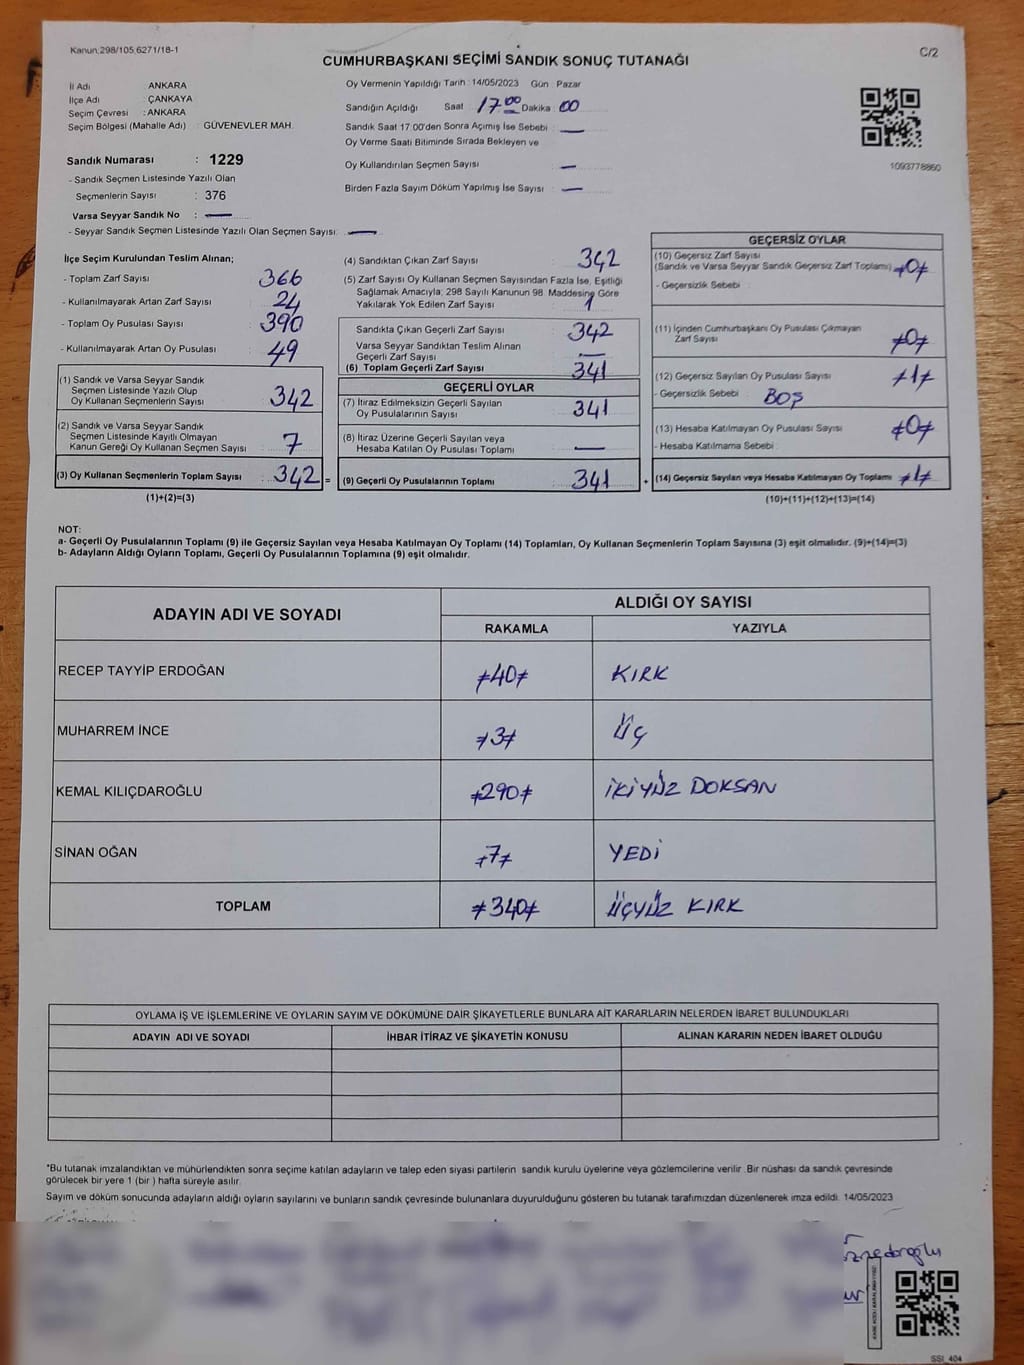 Kanun;298/105,6271/18-1
C/2
CUMHURBAŞKANI SEÇİMİ SANDIK SONUÇ TUTANAĞI
İl Adı : ANKARA
İlçe Adı : ÇANKAYA
Seçim Çevresi : ANKARA
Seçim Bölgesi (Mahalle Adı) : GÜVENEVLER MAH.
Sandık Numarası : 1229
- Sandık Seçmen Listesinde Yazılı Olan
Seçmenlerin Sayısı : 376
Varsa Seyyar Sandık No : —
- Seyyar Sandık Seçmen Listesinde Yazılı Olan Seçmen Sayısı: —
Oy Vermenin Yapıldığı Tarih : 14/05/2023 Gün : Pazar
Sandığın Açıldığı Saat : 17.00 Dakika : 00
Sandık Saat 17:00'den Sonra Açımış İse Sebebi : —
Oy Verme Saati Bitiminde Sırada Bekleyen ve
Oy Kullandırılan Seçmen Sayısı : —
Birden Fazla Sayım Döküm Yapılmış İse Sayısı : —
1093778860
İlçe Seçim Kurulundan Teslim Alınan;
- Toplam Zarf Sayısı : 366
- Kullanılmayarak Artan Zarf Sayısı : 24
- Toplam Oy Pusulası Sayısı : 390
- Kullanılmayarak Artan Oy Pusulası : 49
(1) Sandık ve Varsa Seyyar Sandık
Seçmen Listesinde Yazılı Olup
Oy Kullanan Seçmenlerin Sayısı : 342
(2) Sandık ve Varsa Seyyar Sandık
Seçmen Listesinde Kayıtlı Olmayan
Kanun Gereği Oy Kullanan Seçmen Sayısı : 7
(3) Oy Kullanan Seçmenlerin Toplam Sayısı : 342 =
(1)+(2)=(3)
(4) Sandıktan Çıkan Zarf Sayısı : 342
(5) Zarf Sayısı Oy Kullanan Seçmen Sayısından Fazla İse, Eşitliği
Sağlamak Amacıyla; 298 Sayılı Kanunun 98. Maddesine Göre
Yakılarak Yok Edilen Zarf Sayısı : 1
Sandıkta Çıkan Geçerli Zarf Sayısı : 342
Varsa Seyyar Sandıktan Teslim Alınan
Geçerli Zarf Sayısı : —
(6) Toplam Geçerli Zarf Sayısı : 341
GEÇERLİ OYLAR
(7) İtiraz Edilmeksizin Geçerli Sayılan
Oy Pusulalarının Sayısı : 341
(8) İtiraz Üzerine Geçerli Sayılan veya
Hesaba Katılan Oy Pusulası Toplamı : —
(9) Geçerli Oy Pusulalarının Toplamı : 341 +
GEÇERSİZ OYLAR
(10) Geçersiz Zarf Sayısı
(Sandık ve Varsa Seyyar Sandık Geçersiz Zarf Toplamı) ≠0≠
- Geçersizlik Sebebi :
(11) İçinden Cumhurbaşkanı Oy Pusulası Çıkmayan
Zarf Sayısı : ≠0≠
(12) Geçersiz Sayılan Oy Pusulası Sayısı : ≠1≠
- Geçersizlik Sebebi : BOŞ
(13) Hesaba Katılmayan Oy Pusulası Sayısı : ≠0≠
- Hesaba Katılmama Sebebi :
(14) Geçersiz Sayılan veya Hesaba Katılmayan Oy Toplamı : ≠1≠
(10)+(11)+(12)+(13)=(14)
NOT:
a- Geçerli Oy Pusulalarının Toplamı (9) ile Geçersiz Sayılan veya Hesaba Katılmayan Oy Toplamı (14) Toplamları, Oy Kullanan Seçmenlerin Toplam Sayısına (3) eşit olmalıdır. (9)+(14)=(3)
b- Adayların Aldığı Oyların Toplamı, Geçerli Oy Pusulalarının Toplamına (9) eşit olmalıdır.
ADAYIN ADI VE SOYADI
ALDIĞI OY SAYISI
RAKAMLA YAZIYLA
RECEP TAYYİP ERDOĞAN ≠40≠ KIRK
MUHARREM İNCE ≠3≠ ÜÇ
KEMAL KILIÇDAROĞLU ≠290≠ İKİYÜZ DOKSAN
SİNAN OĞAN ≠7≠ YEDİ
TOPLAM ≠340≠ ÜÇYÜZ KIRK
OYLAMA İŞ VE İŞLEMLERİNE VE OYLARIN SAYIM VE DÖKÜMÜNE DAİR ŞİKAYETLERLE BUNLARA AİT KARARLARIN NELERDEN İBARET BULUNDUKLARI
ADAYIN ADI VE SOYADI İHBAR İTİRAZ VE ŞİKAYETİN KONUSU ALINAN KARARIN NEDEN İBARET OLDUĞU
*Bu tutanak imzalandıktan ve mühürlendikten sonra seçime katılan adayların ve talep eden siyasi partilerin sandık kurulu üyelerine veya gözlemcilerine verilir. Bir nüshası da sandık çevresinde
görülecek bir yere 1 (bir) hafta süreyle asılır.
Sayım ve döküm sonucunda adayların aldığı oyların sayılarını ve bunların sandık çevresinde bulunanlara duyurulduğunu gösteren bu tutanak tarafımızdan düzenlenerek imza edildi. 14/05/2023
SSI_404